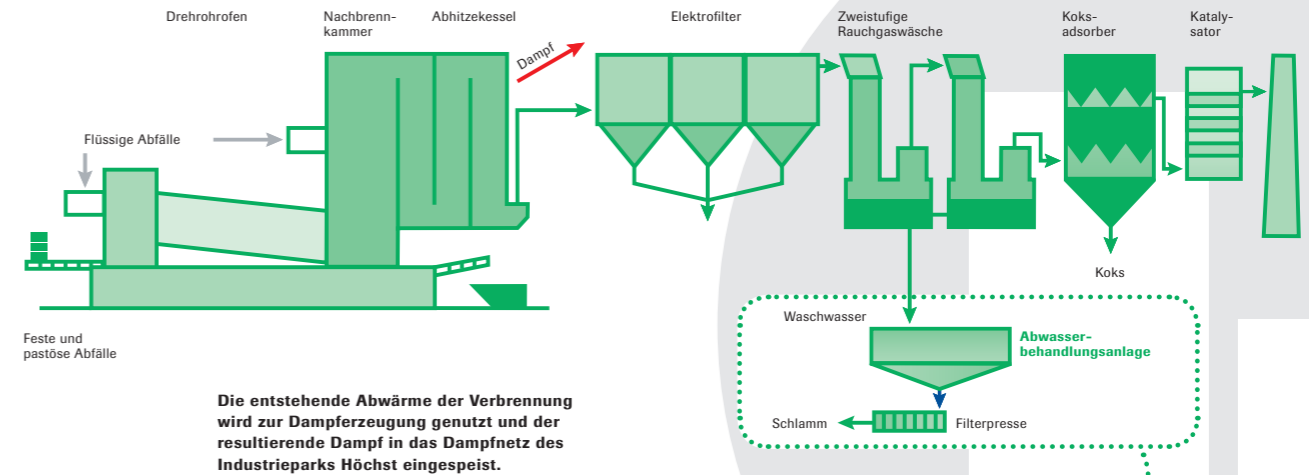 Drehrohrofen
Nachbrenn-
kammer
Abhitzekessel
Elektrofilter
Zweistufige
Rauchgaswäsche
Koks-
adsorber
Kataly-
sator
Dampf
Flüssige Abfälle
Koks
Feste und
pastöse Abfälle
Waschwasser
Abwasser-
behandlungsanlage
Schlamm
Filterpresse
Die entstehende Abwärme der Verbrennung
wird zur Dampferzeugung genutzt und der
resultierende Dampf in das Dampfnetz des
Industrieparks Höchst eingespeist.